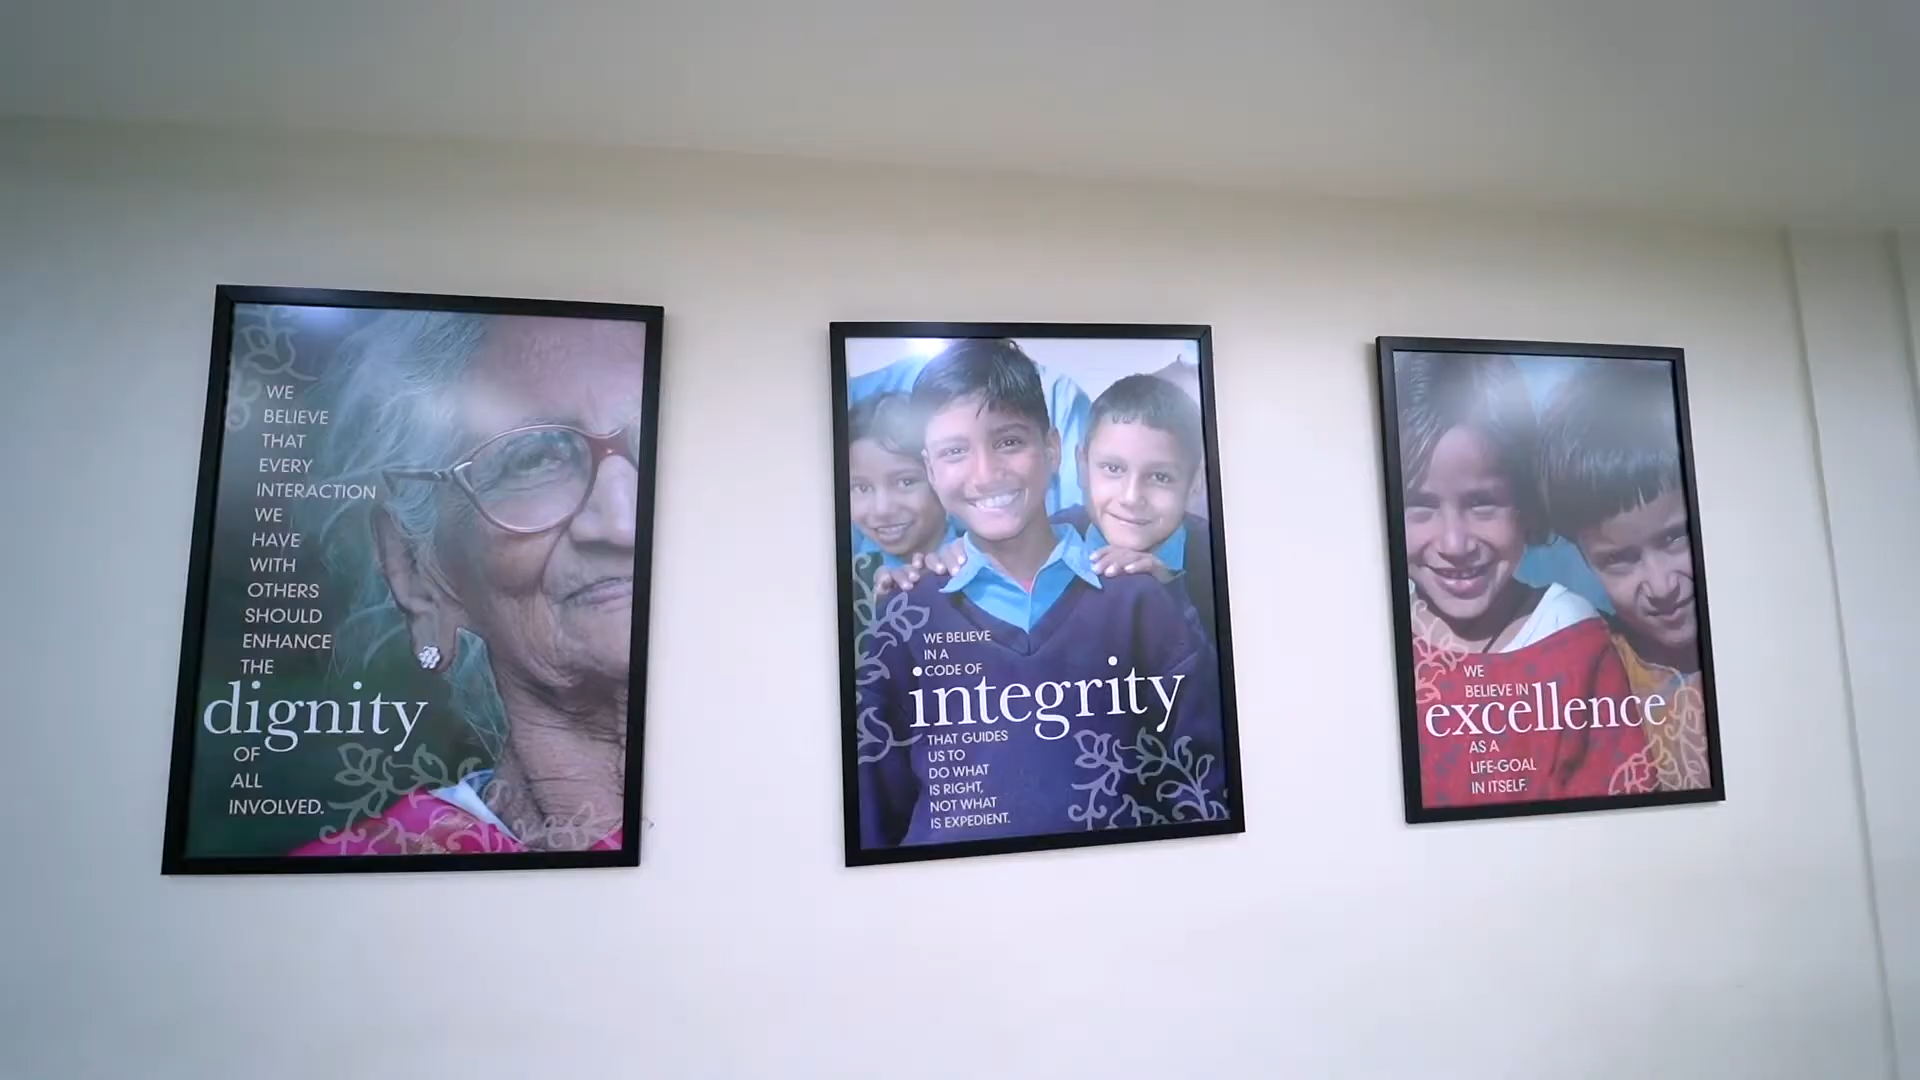 WE
BELIEVE
THAT
EVERY
INTERACTION
WE
HAVE
WITH
OTHERS
SHOULD
ENHANCE
THE
dignity
OF
ALL
INVOLVED.
WE BELIEVE
IN A
CODE OF
integrity
THAT GUIDES
US TO
DO WHAT
IS RIGHT,
NOT WHAT
IS EXPEDIENT.
WE
BELIEVE IN
excellence
AS A
LIFE-GOAL
IN ITSELF.